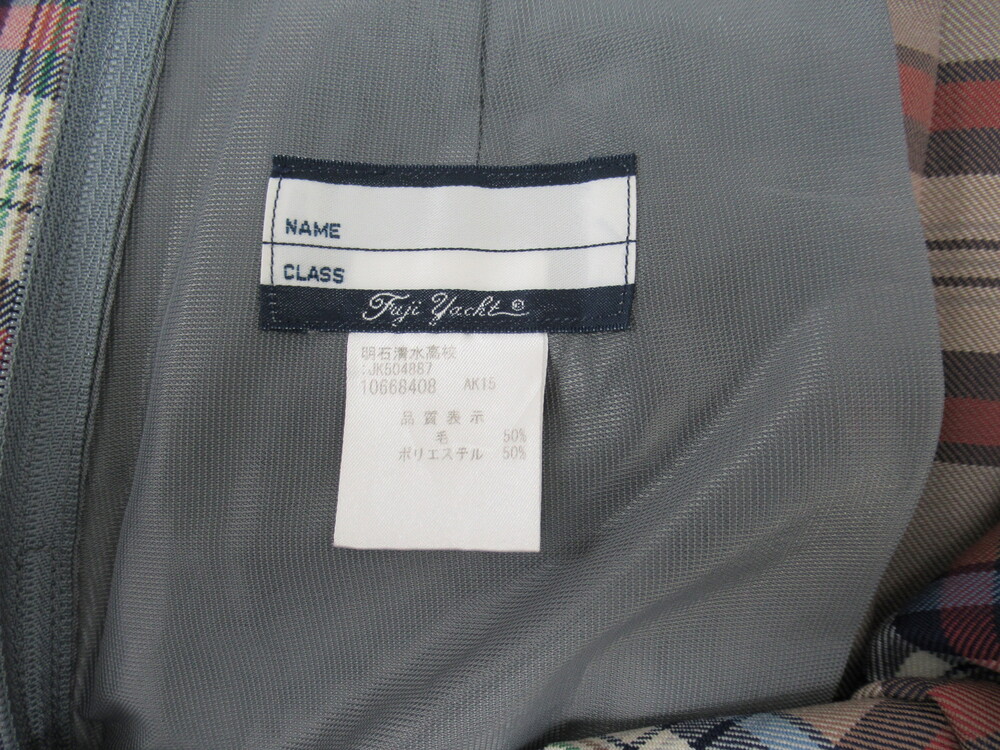 NAME
CLASS
Fuji Yacht ®
明石清水高校
:JK504887
10668408 AK15
品質表示
毛 50%
ポリエステル 50%